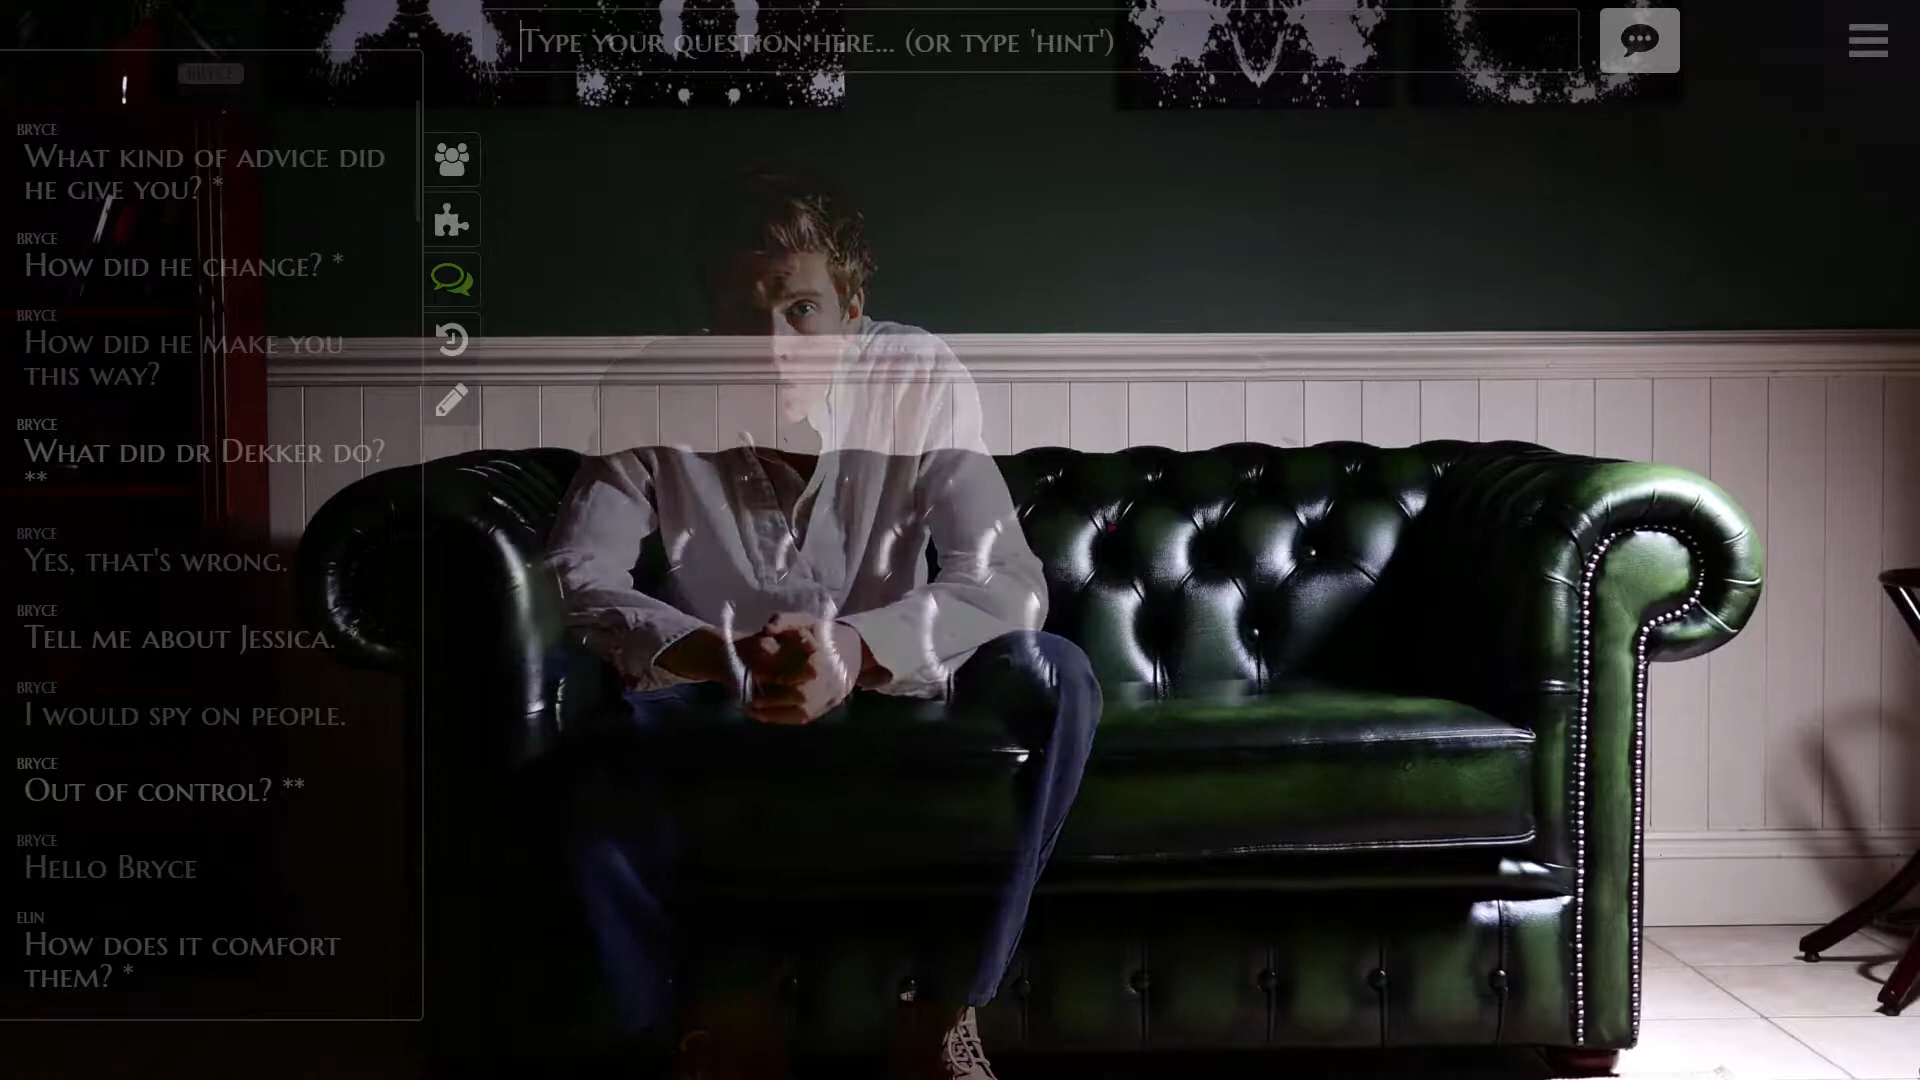 Type your question here... (or type 'hint')
BRYCE
BRYCE
What kind of advice did
he give you? *
BRYCE
How did he change? *
BRYCE
How did he make you
this way?
BRYCE
What did dr Dekker do?
**
BRYCE
Yes, that's wrong.
BRYCE
Tell me about Jessica. *
BRYCE
I would spy on people.
BRYCE
Out of control? **
BRYCE
Hello Bryce
ELIN
How does it comfort
them? *